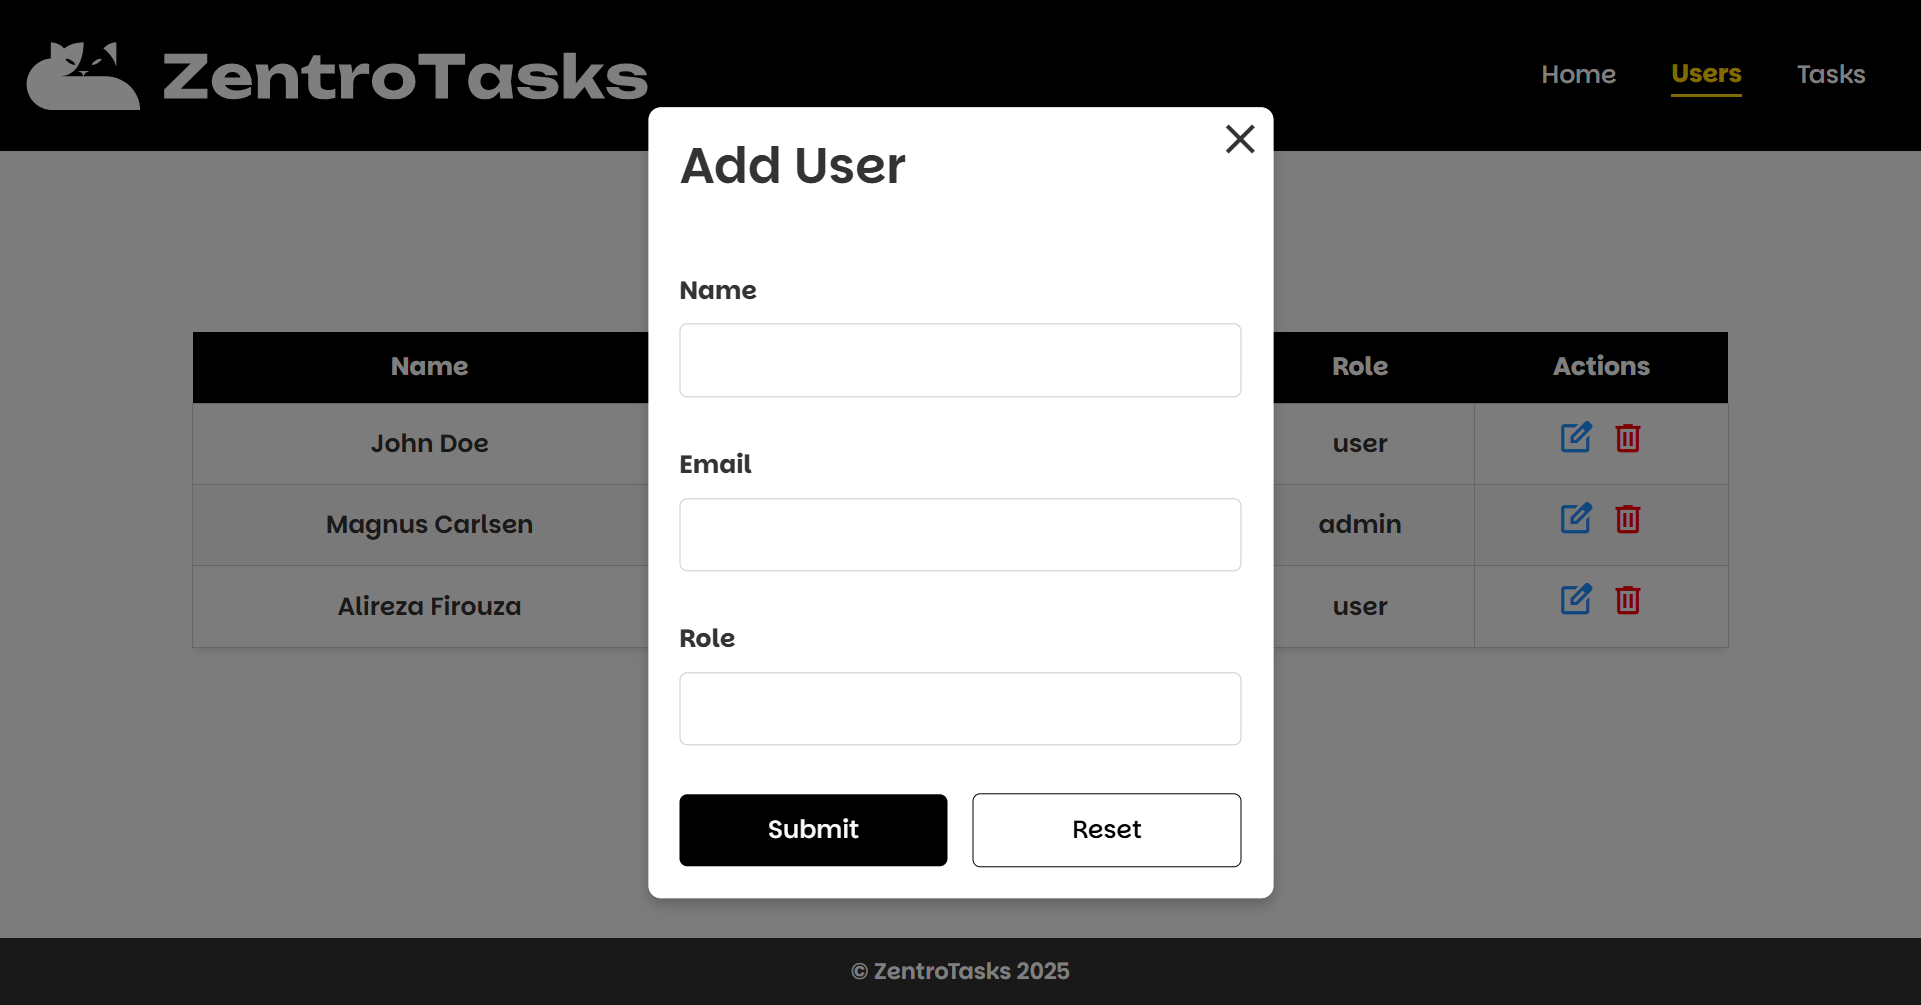 ZentroTasks
Home Users Tasks
Add User
Name
Email
Role
Submit Reset
Name Role Actions
John Doe user
Magnus Carlsen admin
Alireza Firouza user
© ZentroTasks 2025